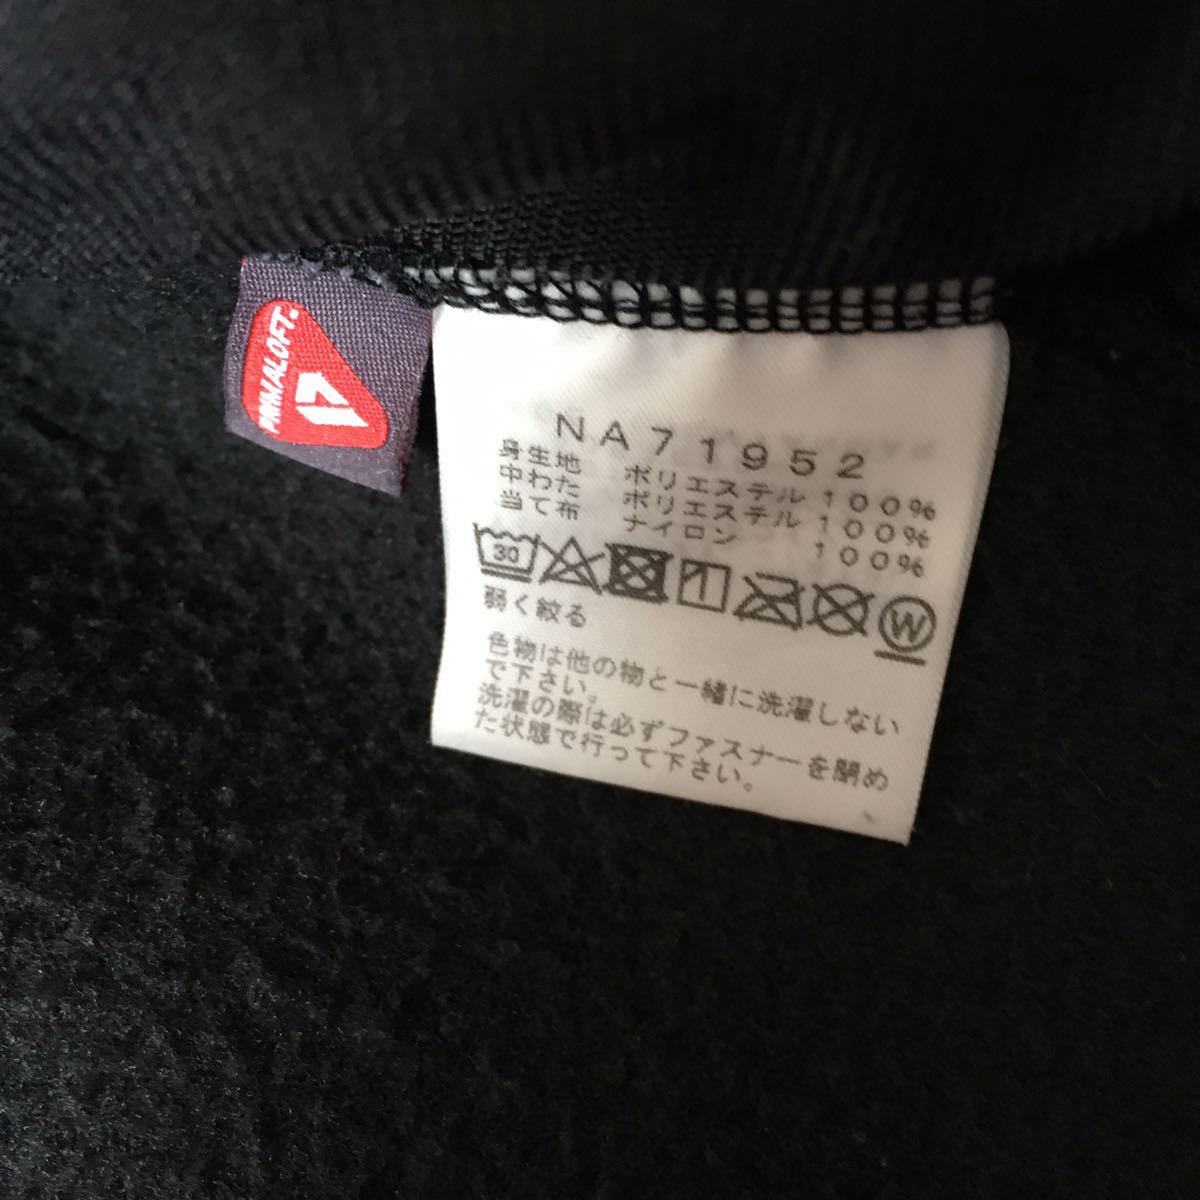 PRIMALOFT
NA71952
身生地 ポリエステル 100%
中わた ポリエステル 100%
当て布 ナイロン 100%
30
W
弱く絞る
色物は他の物と一緒に洗濯しない
で下さい。
洗濯の際は必ずファスナーを閉め
た状態で行って下さい。